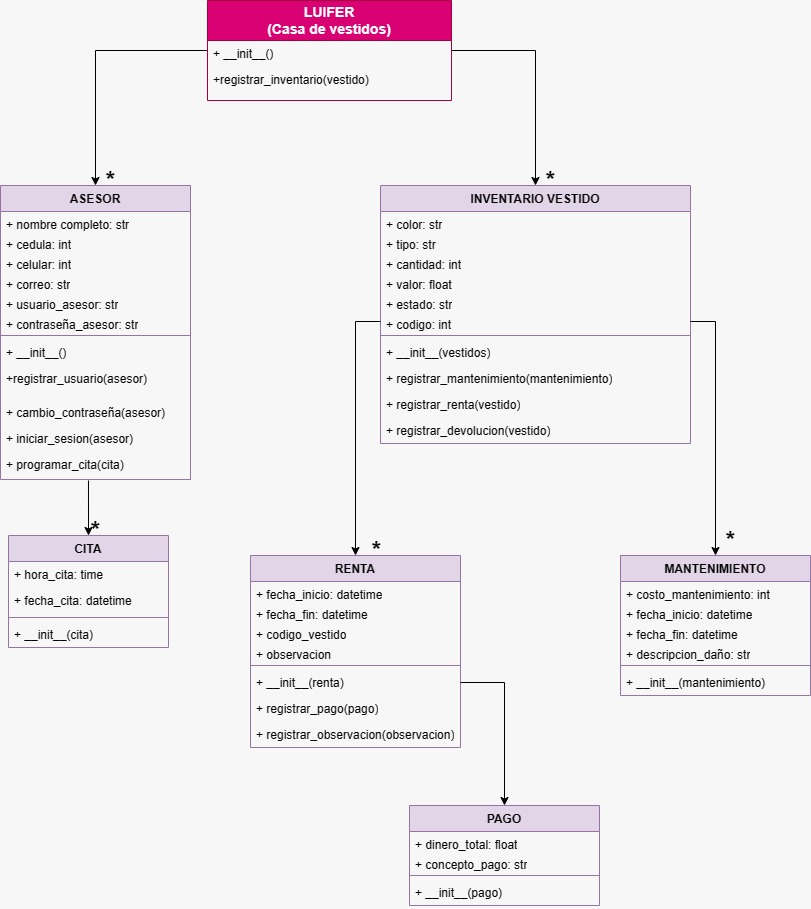 LUIFER
(Casa de vestidos)
+ __init__()
+registrar_inventario(vestido)
*
*
ASESOR
+ nombre completo: str
+ cedula: int
+ celular: int
+ correo: str
+ usuario_asesor: str
+ contraseña_asesor: str
+ __init__()
+registrar_usuario(asesor)
+ cambio_contraseña(asesor)
+ iniciar_sesion(asesor)
+ programar_cita(cita)
INVENTARIO VESTIDO
+ color: str
+ tipo: str
+ cantidad: int
+ valor: float
+ estado: str
+ codigo: int
+ __init__(vestidos)
+ registrar_mantenimiento(mantenimiento)
+ registrar_renta(vestido)
+ registrar_devolucion(vestido)
*
CITA
+ hora_cita: time
+ fecha_cita: datetime
+ __init__(cita)
*
RENTA
+ fecha_inicio: datetime
+ fecha_fin: datetime
+ codigo_vestido
+ observacion
+ __init__(renta)
+ registrar_pago(pago)
+ registrar_observacion(observacion)
*
MANTENIMIENTO
+ costo_mantenimiento: int
+ fecha_inicio: datetime
+ fecha_fin: datetime
+ descripcion_daño: str
+ __init__(mantenimiento)
PAGO
+ dinero_total: float
+ concepto_pago: str
+ __init__(pago)